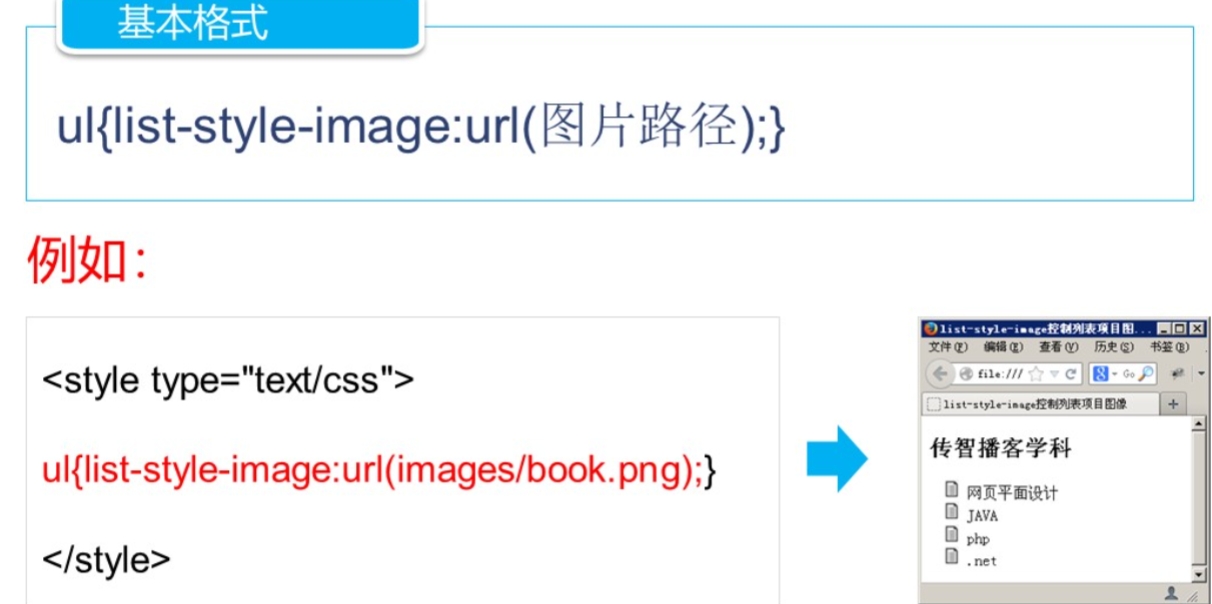 基本格式
ul{list-style-image:url(图片路径);}
例如：
<style type="text/css">
ul{list-style-image:url(images/book.png);}
</style>
list-style-image控制列表项目图...
文件(F) 编辑(E) 查看(V) 历史(S) 书签(B)
file:/// 8 Go
list-style-image控制列表项目图像
传智播客学科
网页平面设计
JAVA
php
.net